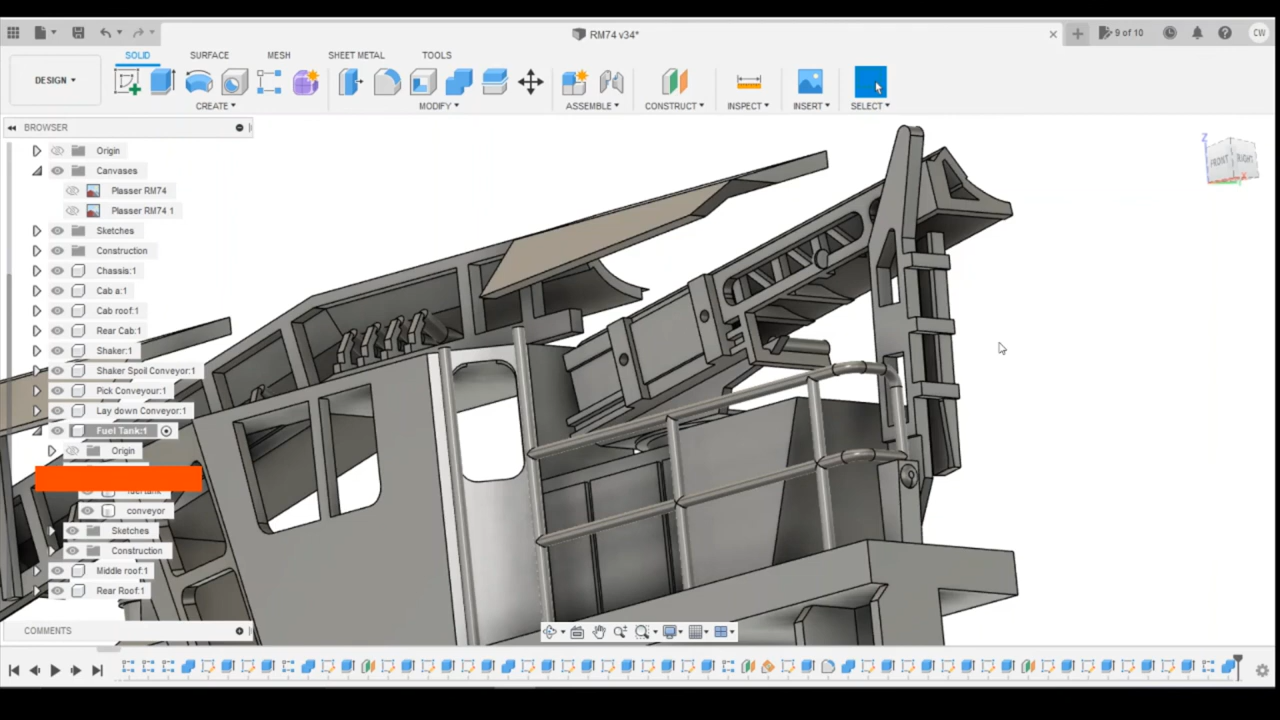 RM74 v34*
9 of 10
CW
SOLID
SURFACE
MESH
SHEET METAL
TOOLS
DESIGN
CREATE
MODIFY
ASSEMBLE
CONSTRUCT
INSPECT
INSERT
SELECT
BROWSER
Origin
Canvases
Plasser RM74
Plasser RM74 1
Sketches
Construction
Chassis:1
Cab a:1
Cab roof:1
Rear Cab:1
Shaker:1
Shaker Spoil Conveyor:1
Pick Conveyour:1
Lay down Conveyor:1
Fuel Tank:1
Origin
conveyor
Sketches
Construction
Middle roof:1
Rear Roof:1
COMMENTS
Z
FRONT
RIGHT
X